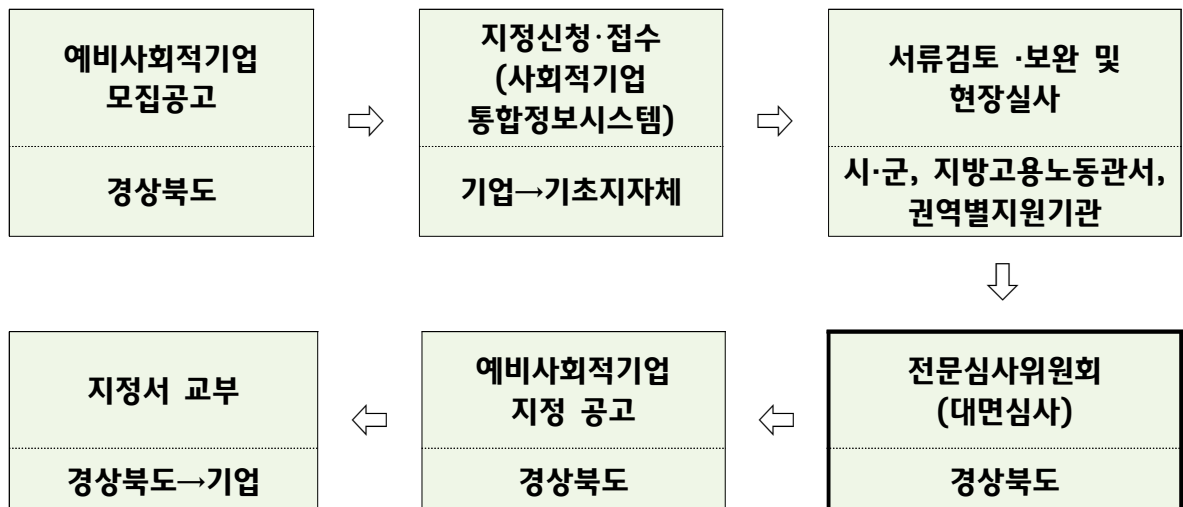 예비사회적기업
모집공고
경상북도
⇨
지정신청·접수
(사회적기업
통합정보시스템)
기업→기초지자체
⇨
서류검토 ·보완 및
현장실사
시·군, 지방고용노동관서,
권역별지원기관
⇩
전문심사위원회
(대면심사)
경상북도
⇦
예비사회적기업
지정 공고
경상북도
⇦
지정서 교부
경상북도→기업